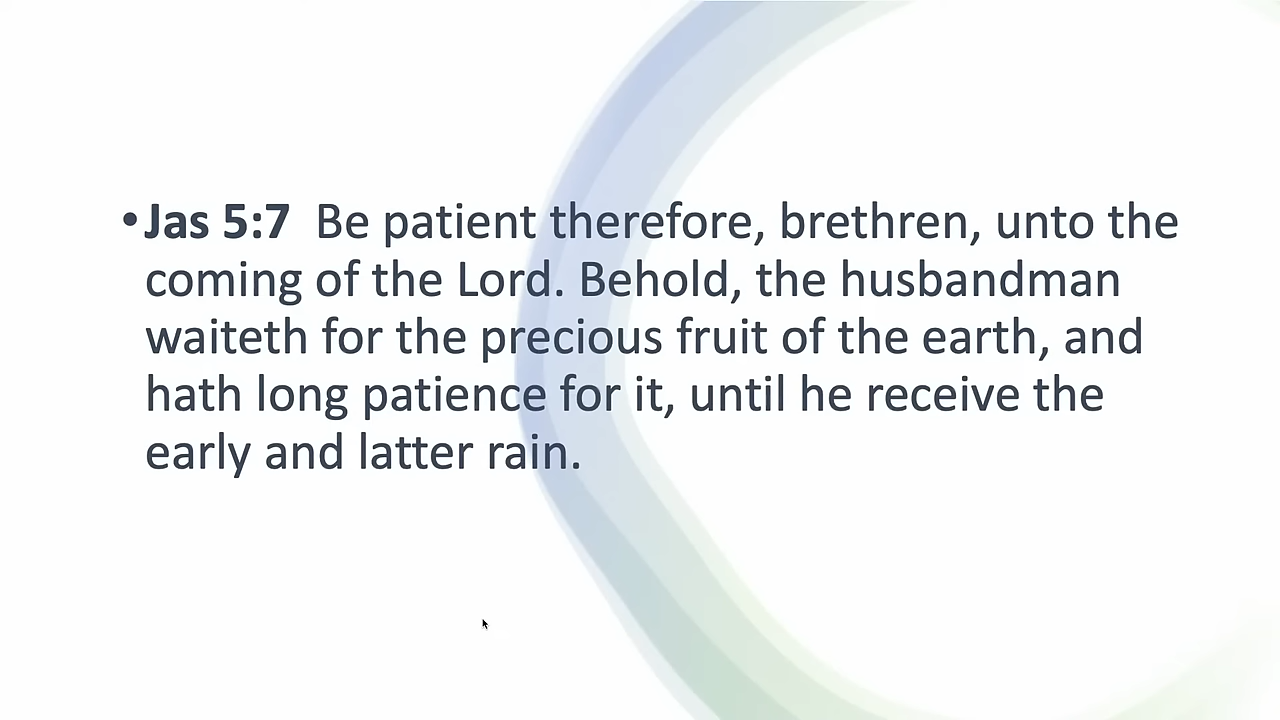 •Jas 5:7  Be patient therefore, brethren, unto the
coming of the Lord. Behold, the husbandman
waiteth for the precious fruit of the earth, and
hath long patience for it, until he receive the
early and latter rain.